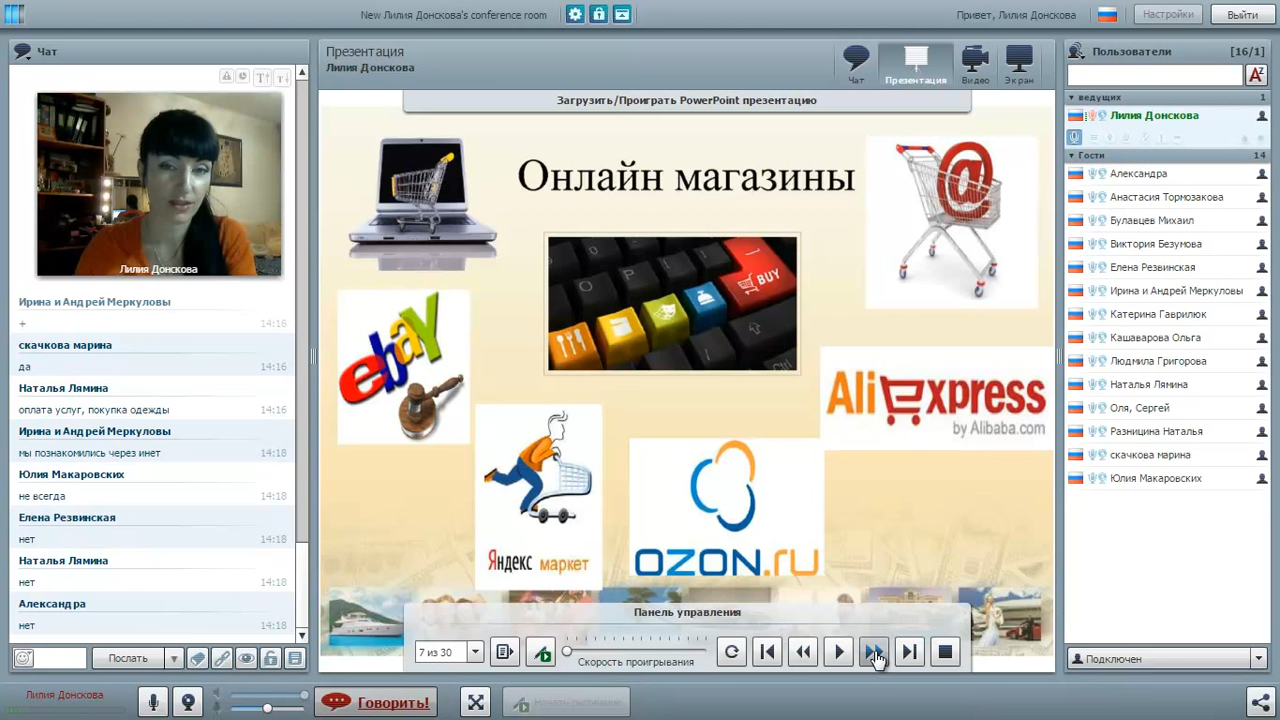 New Лилия Донскова's conference room
Привет, Лилия Донскова
Настройки
Выйти
Чат
Лилия Донскова
Ирина и Андрей Меркуловы
+
14:16
скачкова марина
да
14:16
Наталья Лямина
оплата услуг, покупка одежды
14:16
Ирина и Андрей Меркуловы
мы познакомились через инет
14:18
Юлия Макаровских
не всегда
14:18
Елена Резвинская
нет
14:18
Наталья Лямина
нет
14:18
Александра
нет
14:18
Послать
Презентация
Лилия Донскова
Чат
Презентация
Видео
Экран
Загрузить/Проиграть PowerPoint презентацию
Онлайн магазины
BUY
ebay
AliExpress
by Alibaba.com
Яндекс маркет
OZON.ru
Панель управления
7 из 30
Скорость проигрывания
Пользователи
[16/1]
ведущих
1
Лилия Донскова
Гости
14
Александра
Анастасия Тормозакова
Булавцев Михаил
Виктория Безумова
Елена Резвинская
Ирина и Андрей Меркуловы
Катерина Гаврилюк
Кашаварова Ольга
Людмила Григорова
Наталья Лямина
Оля, Сергей
Разницина Наталья
скачкова марина
Юлия Макаровских
Подключен
Лилия Донскова
Говорить!